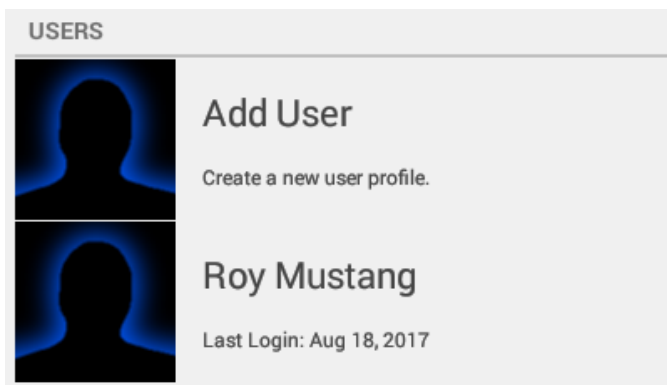 USERS
Add User
Create a new user profile.
Roy Mustang
Last Login: Aug 18, 2017